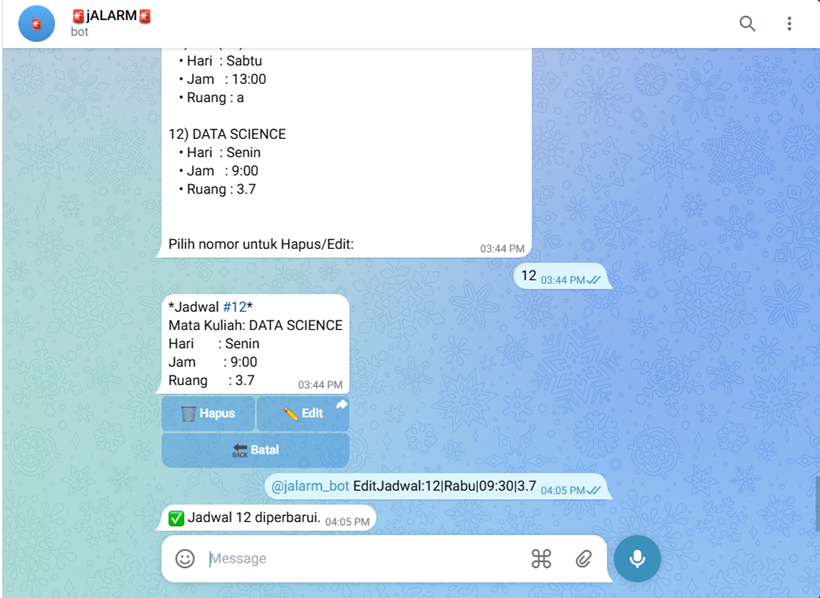 🚨jALARM🚨
bot
• Hari : Sabtu
• Jam : 13:00
• Ruang : a
12) DATA SCIENCE
• Hari : Senin
• Jam : 9:00
• Ruang : 3.7
Pilih nomor untuk Hapus/Edit:
03:44 PM
12 03:44 PM
*Jadwal #12*
Mata Kuliah: DATA SCIENCE
Hari : Senin
Jam : 9:00
Ruang : 3.7
03:44 PM
Hapus
Edit
BACK Batal
@jalarm_bot EditJadwal:12|Rabu|09:30|3.7 04:05 PM
✅ Jadwal 12 diperbarui. 04:05 PM
Message